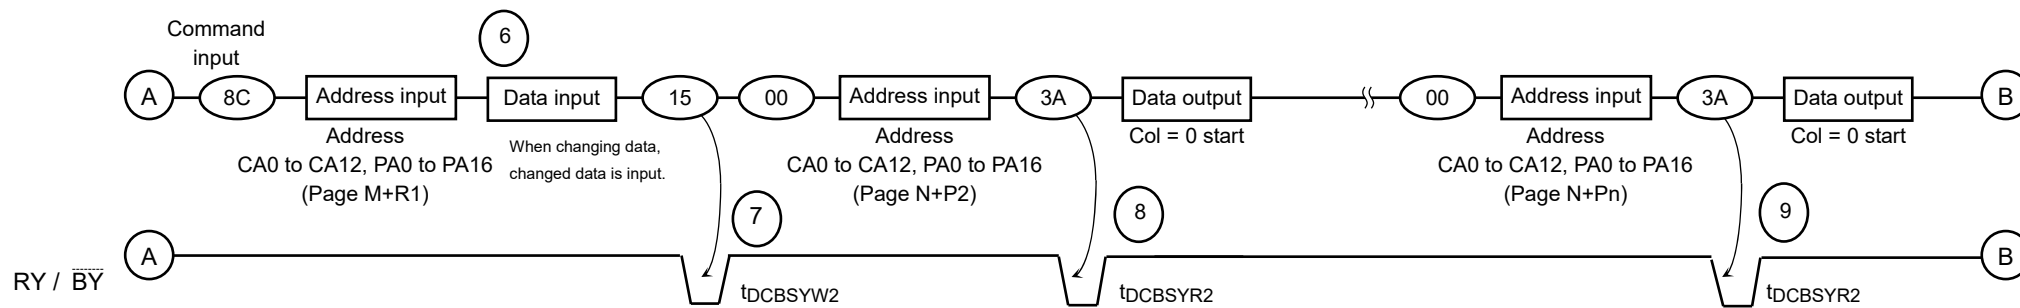 Command
input
6
A
8C
Address input
Data input
15
00
Address input
3A
Data output
00
Address input
3A
Data output
B
Address
CA0 to CA12, PA0 to PA16
(Page M+R1)
When changing data,
changed data is input.
Address
CA0 to CA12, PA0 to PA16
(Page N+P2)
Col = 0 start
Address
CA0 to CA12, PA0 to PA16
(Page N+Pn)
Col = 0 start
7
8
9
A
B
RY / BY
tDCBSYW2
tDCBSYR2
tDCBSYR2